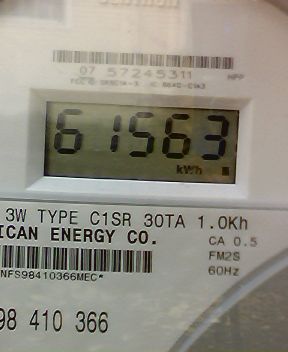 07 57245311 HPP
61563
kWh
3W TYPE C1SR 30TA 1.0Kh
ICAN ENERGY CO.
CA 0.5
FM2S
60Hz
NFS98410366MEC*
98 410 366